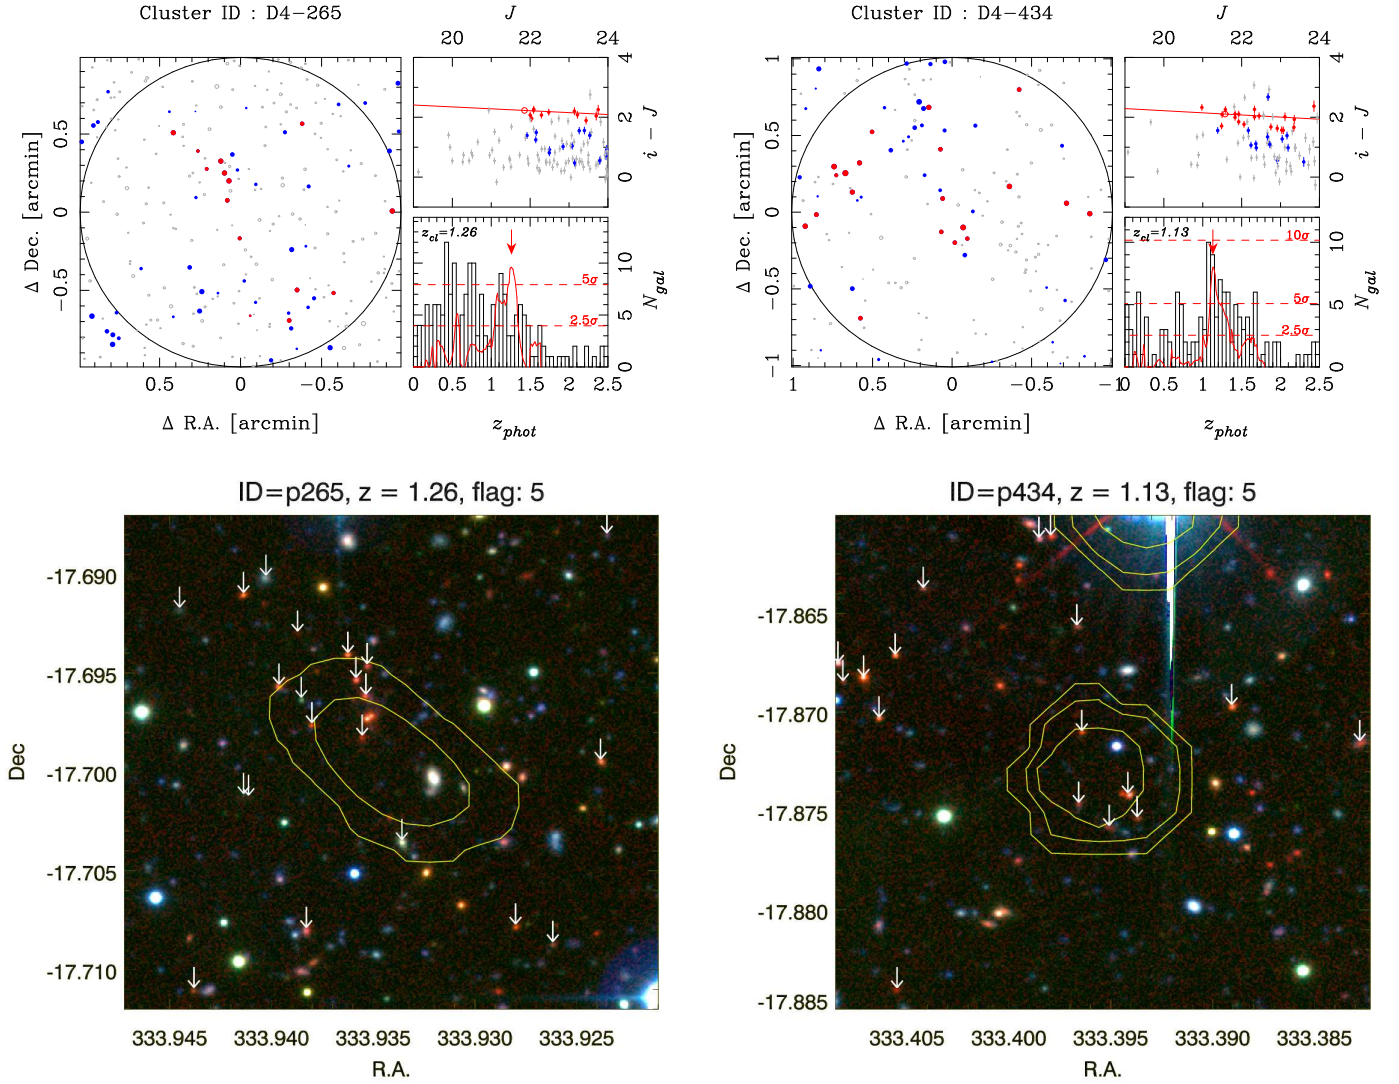 Cluster ID : D4−265
J
20 22 24
0.5
0
−0.5
Δ Dec. [arcmin]
0.5 0 −0.5
Δ R.A. [arcmin]
4
2
0
i − J
z_cl=1.26
5σ
2.5σ
10
5
0
N_gal
0 0.5 1 1.5 2 2.5
z_phot
Cluster ID : D4−434
J
20 22 24
1
0.5
0
−0.5
−1
Δ Dec. [arcmin]
1 0.5 0 −0.5 −1
Δ R.A. [arcmin]
4
2
0
i − J
z_cl=1.13
10σ
5σ
2.5σ
10
5
0
N_gal
0 0.5 1 1.5 2 2.5
z_phot
ID=p265, z = 1.26, flag: 5
-17.690
-17.695
-17.700
-17.705
-17.710
Dec
333.945 333.940 333.935 333.930 333.925
R.A.
ID=p434, z = 1.13, flag: 5
-17.865
-17.870
-17.875
-17.880
-17.885
Dec
333.405 333.400 333.395 333.390 333.385
R.A.